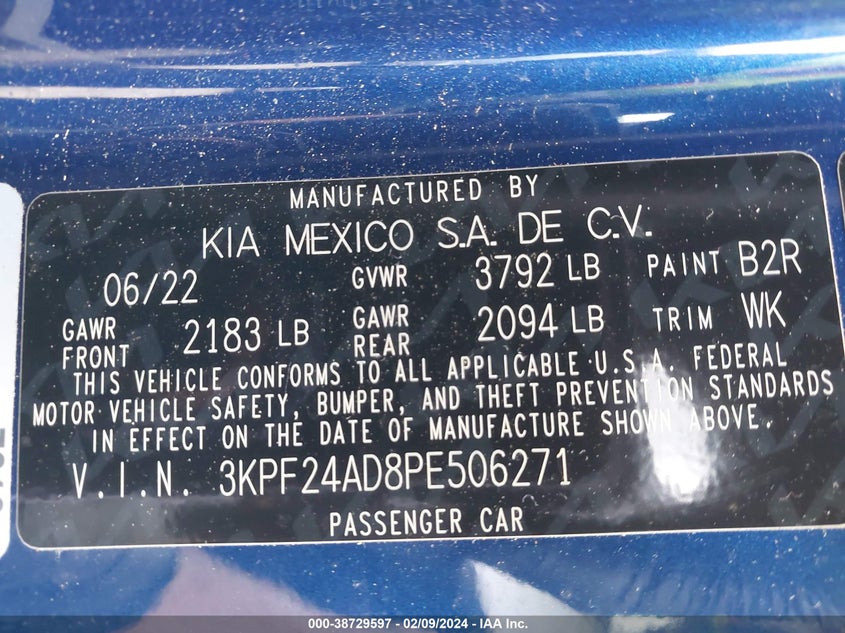 MANUFACTURED BY
KIA MEXICO S.A. DE C.V.
06/22 GVWR 3792 LB PAINT B2R
GAWR FRONT 2183 LB GAWR REAR 2094 LB TRIM WK
THIS VEHICLE CONFORMS TO ALL APPLICABLE U.S.A. FEDERAL
MOTOR VEHICLE SAFETY, BUMPER, AND THEFT PREVENTION STANDARDS
IN EFFECT ON THE DATE OF MANUFACTURE SHOWN ABOVE.
V.I.N. 3KPF24AD8PE506271
PASSENGER CAR
000-38729597 - 02/09/2024 - IAA Inc.